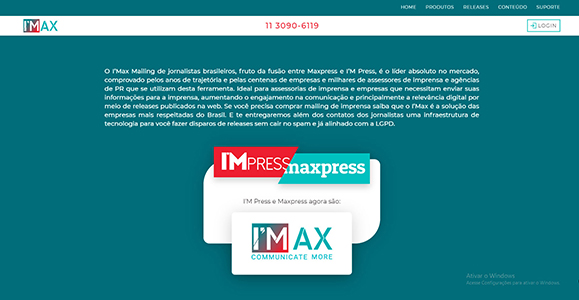 HOME PRODUTOS RELEASES CONTEÚDO SUPORTE
I'MAX 11 3090-6119 LOGIN
O I'Max Mailing de jornalistas brasileiros, fruto da fusão entre Maxpress e I'M Press, é o líder absoluto no mercado,
comprovado pelos anos de trajetória e pelas centenas de empresas e milhares de assessores de imprensa e agências
de PR que se utilizam desta ferramenta. Ideal para assessorias de imprensa e empresas que necessitam enviar suas
informações para a imprensa, aumentando o engajamento na comunicação e principalmente a relevância digital por
meio de releases publicados na web. Se você precisa comprar mailing de imprensa saiba que o I'Max é a solução das
empresas mais respeitadas do Brasil. E te entregaremos além dos contatos dos jornalistas uma infraestrutura de
tecnologia para você fazer disparos de releases sem cair no spam e já alinhado com a LGPD.
I'MPRESS
maxpress
I'M Press e Maxpress agora são:
I'MAX
COMMUNICATE MORE
Ativar o Windows
Acesse Configurações para ativar o Windows.